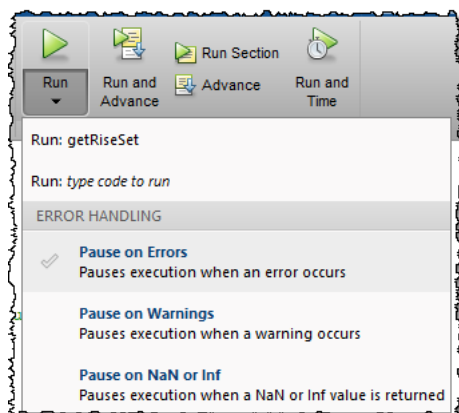 Run
Run and
Advance
Run Section
Advance
Run and
Time
Run: getRiseSet
Run: type code to run
ERROR HANDLING
Pause on Errors
Pauses execution when an error occurs
Pause on Warnings
Pauses execution when a warning occurs
Pause on NaN or Inf
Pauses execution when a NaN or Inf value is returned